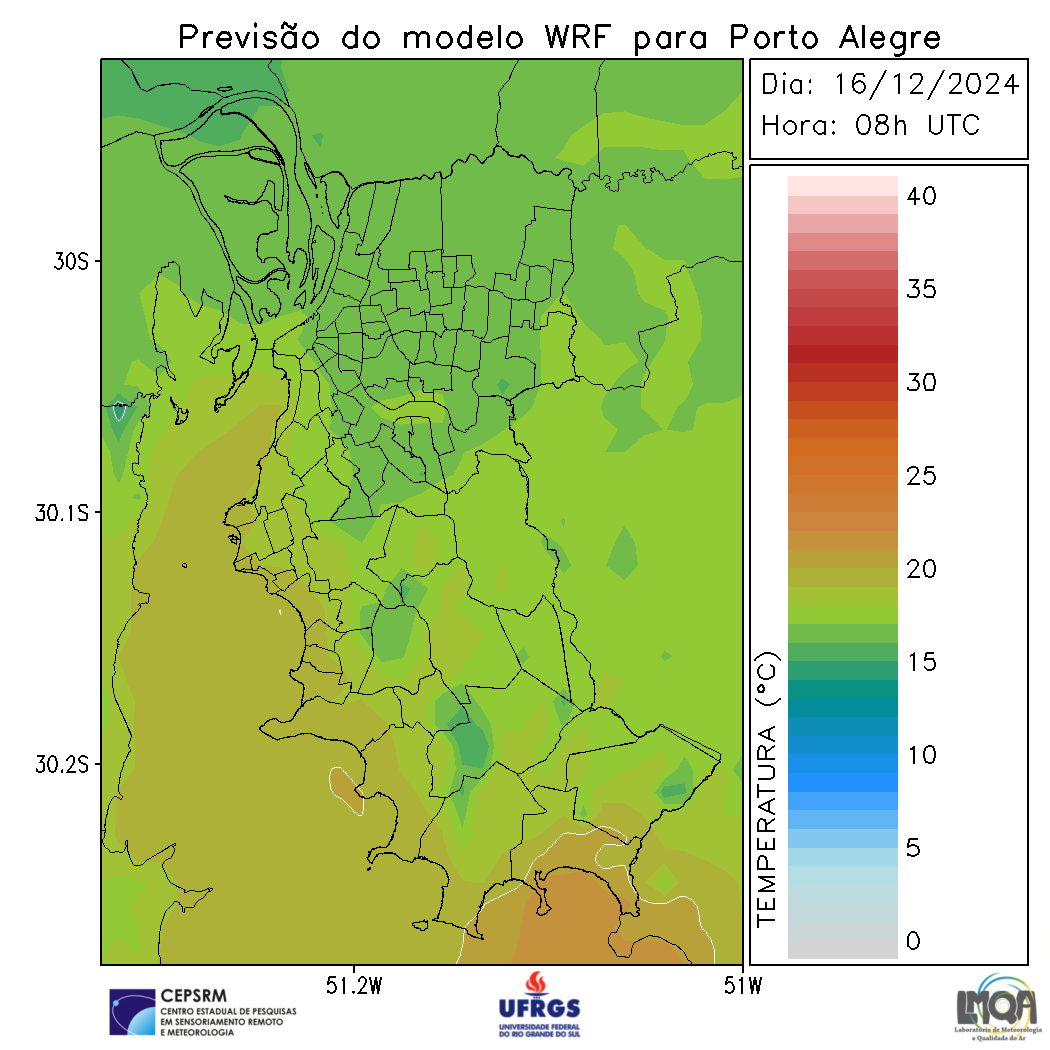 Previsão do modelo WRF para Porto Alegre
Dia: 16/12/2024
Hora: 08h UTC
30S
30.1S
30.2S
51.2W
51W
TEMPERATURA (°C)
40
35
30
25
20
15
10
5
0
CEPSRM
CENTRO ESTADUAL DE PESQUISAS
EM SENSORIAMENTO REMOTO
E METEOROLOGIA
UFRGS
UNIVERSIDADE FEDERAL
DO RIO GRANDE DO SUL
LMQA
Laboratório de Meteorologia
e Qualidade do Ar